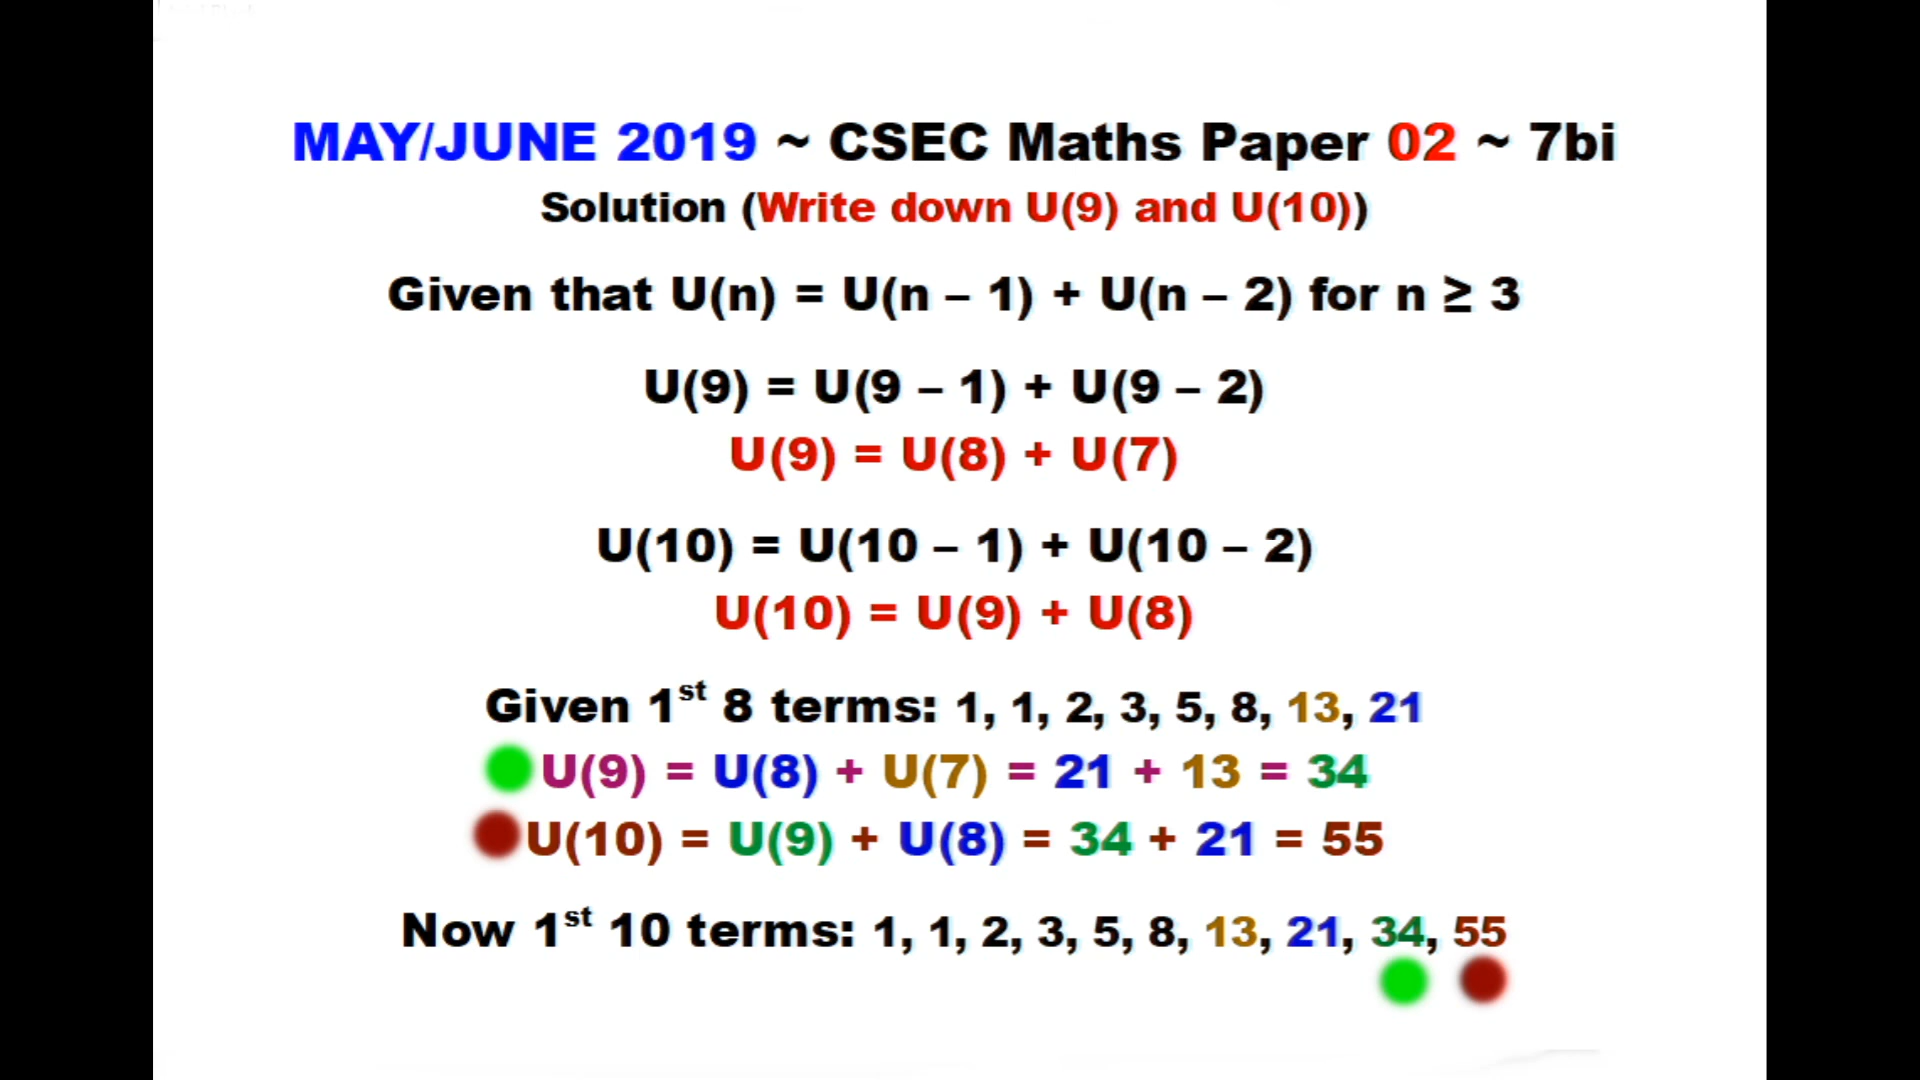 MAY/JUNE 2019 ~ CSEC Maths Paper 02 ~ 7bi
Solution (Write down U(9) and U(10))
Given that U(n) = U(n – 1) + U(n – 2) for n ≥ 3
U(9) = U(9 – 1) + U(9 – 2)
U(9) = U(8) + U(7)
U(10) = U(10 – 1) + U(10 – 2)
U(10) = U(9) + U(8)
Given 1st 8 terms: 1, 1, 2, 3, 5, 8, 13, 21
U(9) = U(8) + U(7) = 21 + 13 = 34
U(10) = U(9) + U(8) = 34 + 21 = 55
Now 1st 10 terms: 1, 1, 2, 3, 5, 8, 13, 21, 34, 55